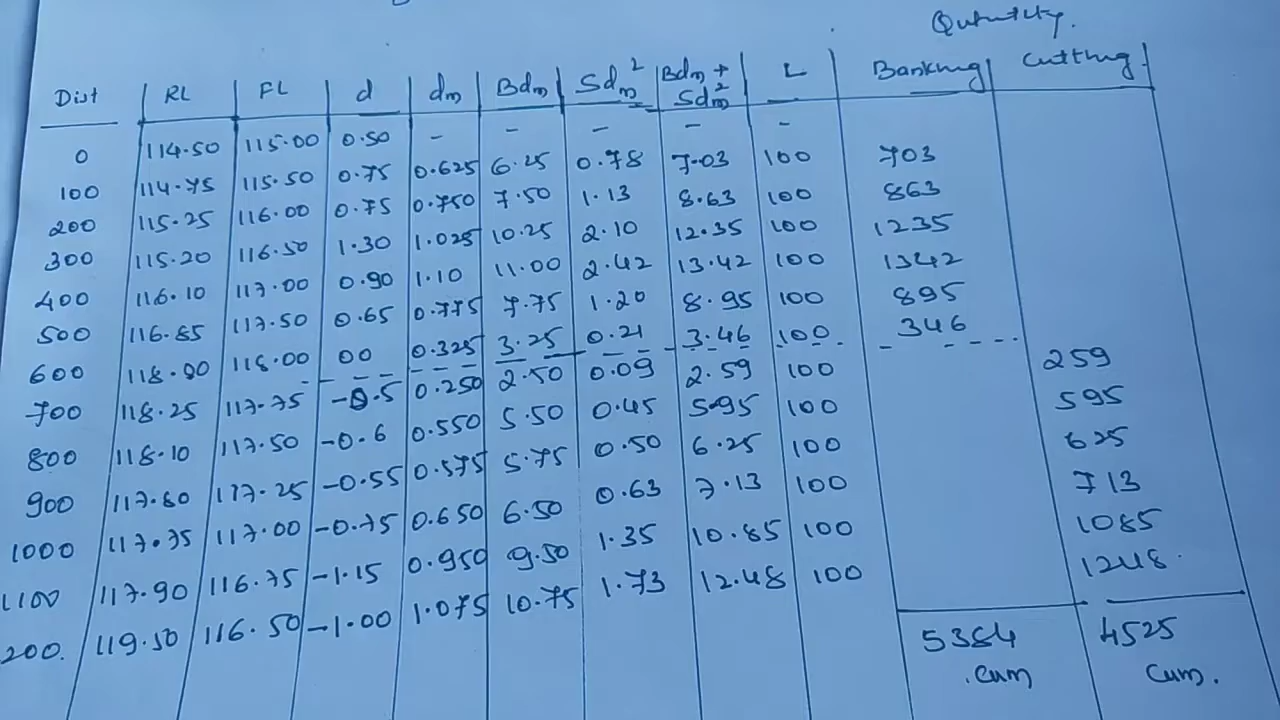 Quantity.
Dist RL FL d dm Bdm Sdm² Bdm + Sdm² L Banking Cutting
0 114.50 115.00 0.50 - - - - -
100 114.75 115.50 0.75 0.625 6.25 0.78 7.03 100 703
200 115.25 116.00 0.75 0.750 7.50 1.13 8.63 100 863
300 115.20 116.50 1.30 1.025 10.25 2.10 12.35 100 1235
400 116.10 117.00 0.90 1.10 11.00 2.42 13.42 100 1342
500 116.85 117.50 0.65 0.775 7.75 1.20 8.95 100 895
600 118.00 118.00 00 0.325 3.25 0.21 3.46 100 346
700 118.25 117.75 -0.5 0.250 2.50 0.09 2.59 100 259
800 118.10 117.50 -0.6 0.550 5.50 0.45 5.95 100 595
900 117.80 117.25 -0.55 0.575 5.75 0.50 6.25 100 625
1000 117.75 117.00 -0.75 0.650 6.50 0.63 7.13 100 713
1100 117.90 116.75 -1.15 0.950 9.50 1.35 10.85 100 1085
200. 119.50 116.50 -1.00 1.075 10.75 1.73 12.48 100 1248.
5384 4525
.Cum Cum.